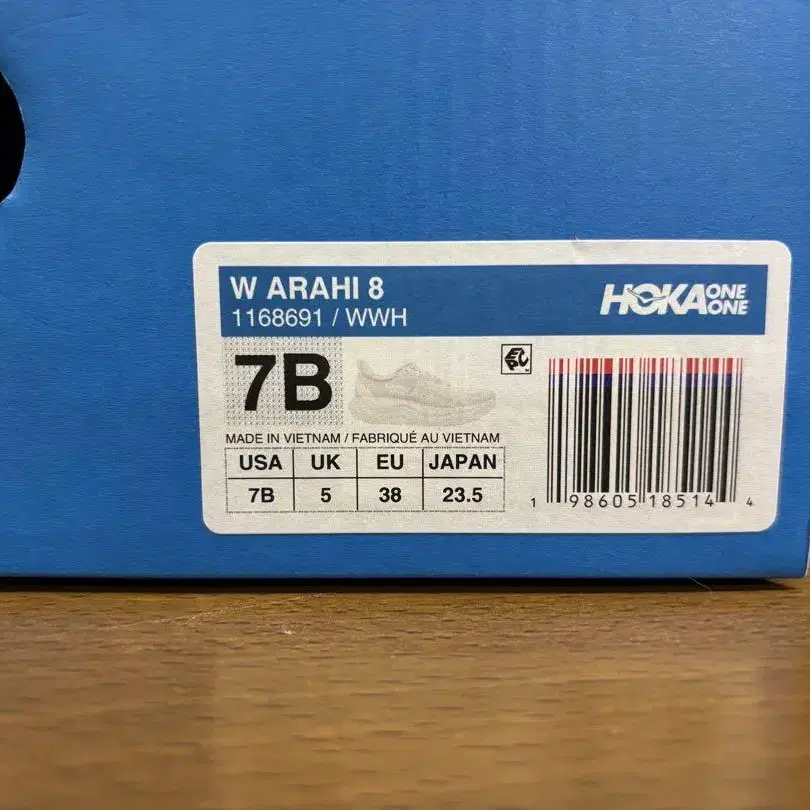 W ARAHI 8
HOKA ONE ONE
1168691 / WWH
7B
EPC
MADE IN VIETNAM / FABRIQUÉ AU VIETNAM
USA UK EU JAPAN
7B 5 38 23.5
1 98605 18514 4